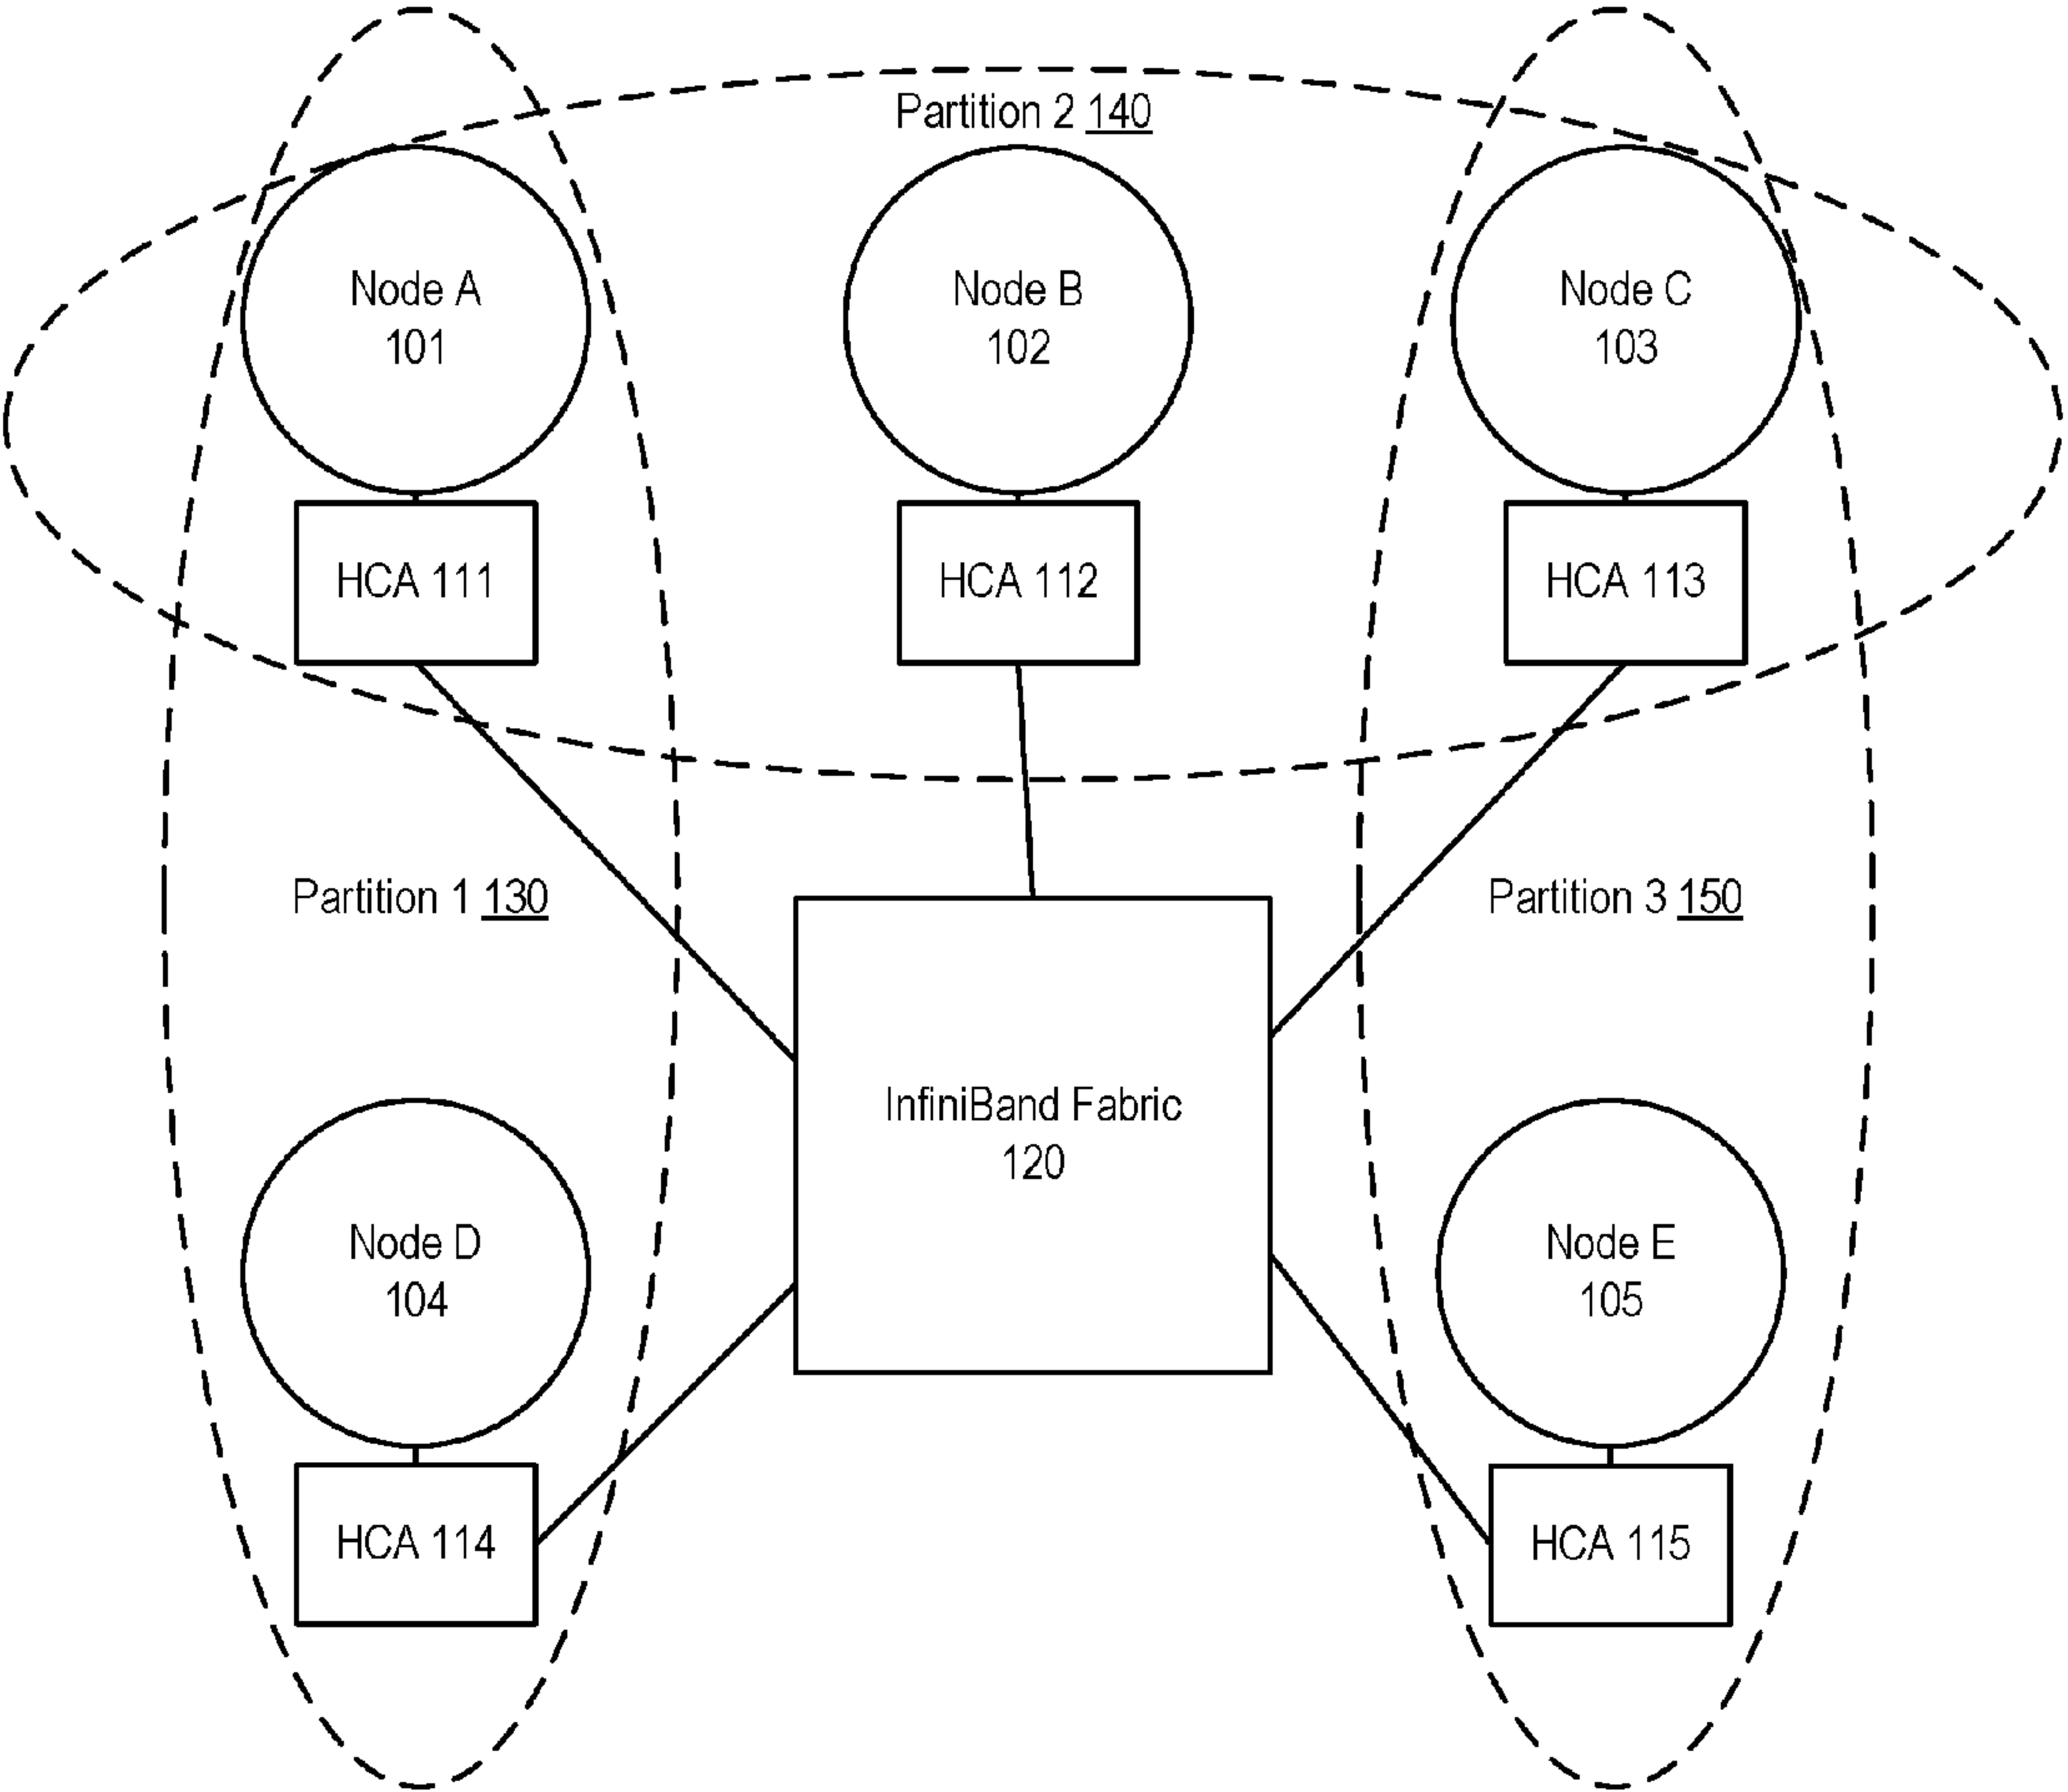 Partition 2 140
Node A
101
Node B
102
Node C
103
HCA 111
HCA 112
HCA 113
Partition 1 130
Partition 3 150
InfiniBand Fabric
120
Node D
104
Node E
105
HCA 114
HCA 115